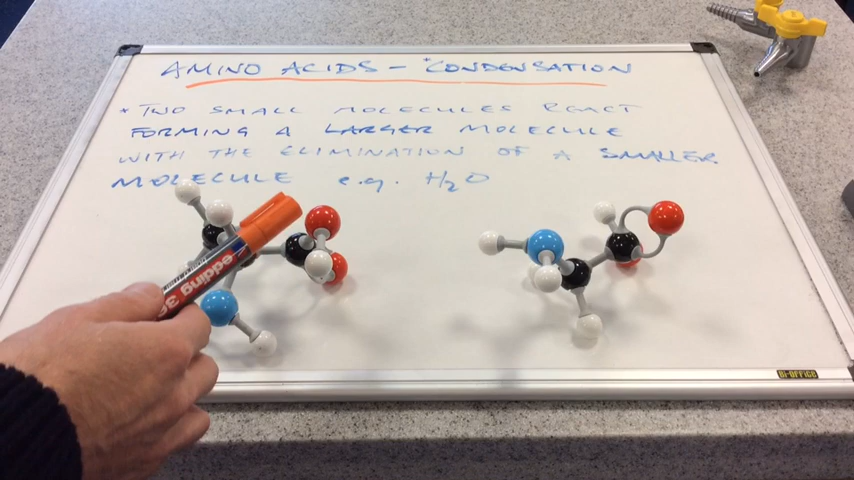 AMINO ACIDS - *CONDENSATION
* TWO SMALL MOLECULES REACT
FORMING A LARGER MOLECULE
WITH THE ELIMINATION OF A SMALLER
MOLECULE e.g. H₂O
edding
BI-OFFICE